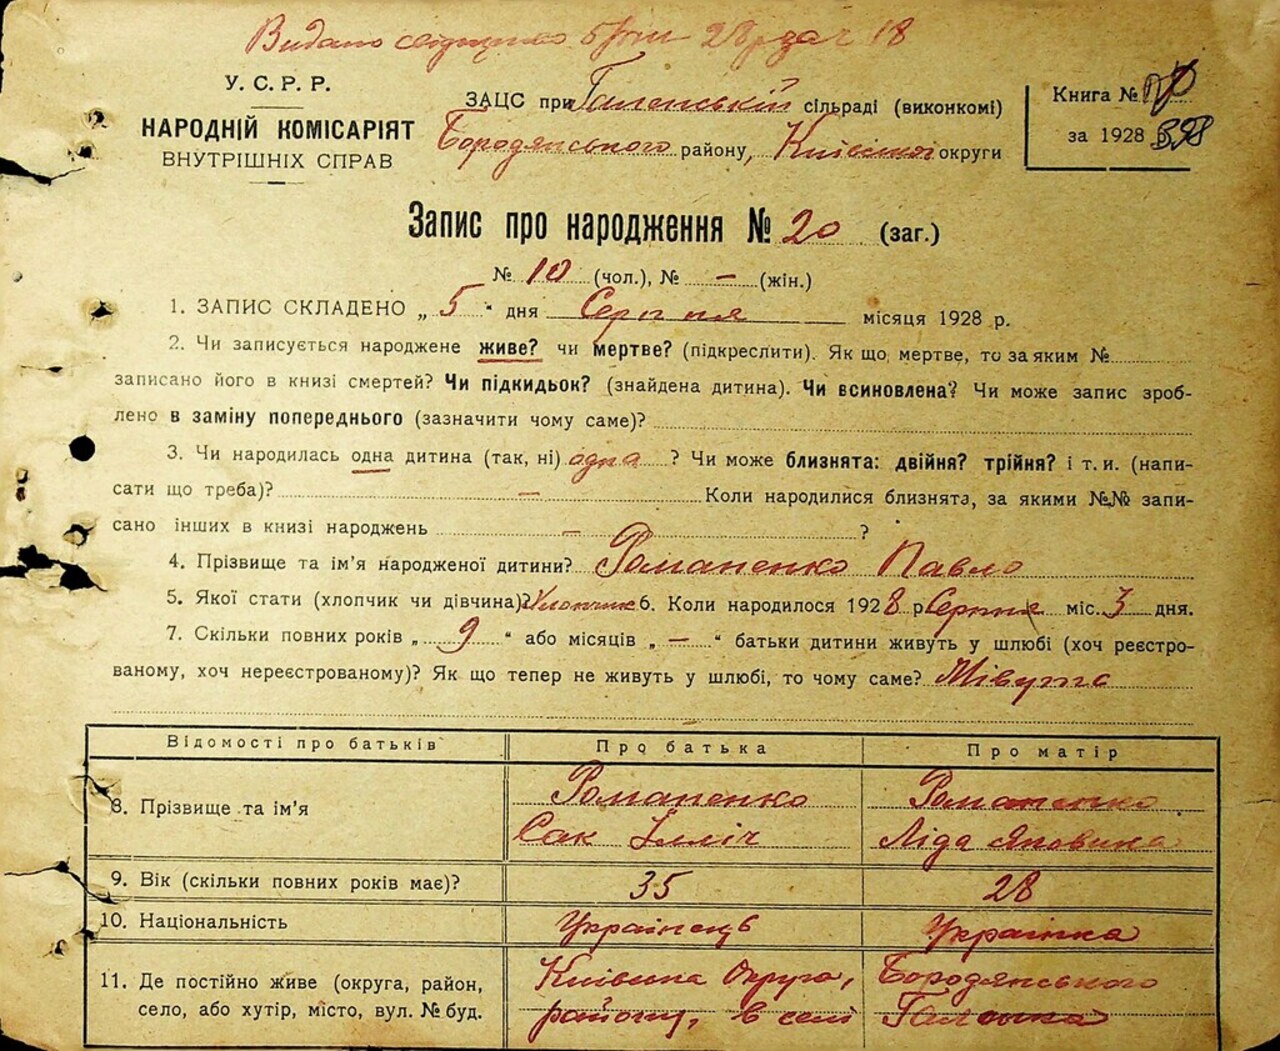 Видано
У. С. Р. Р.
НАРОДНІЙ КОМІСАРІЯТ
ВНУТРІШНІХ СПРАВ
ЗАЦС при Галенській сільраді (виконкомі)
Бородянського району, Київської округи
Книга №
за 1928
Запис про народження № 20 (заг.)
№ 10 (чол.), № – (жін.)
1. ЗАПИС СКЛАДЕНО „ 5 “ дня Серпня місяця 1928 р.
2. Чи записується народжене живе? чи мертве? (підкреслити). Як що, мертве, то за яким №
записано його в книзі смертей? Чи підкидьок? (знайдена дитина). Чи всиновлена? Чи може запис зроб-
лено в заміну попереднього (зазначити чому саме)?
3. Чи народилась одна дитина (так, ні) одна ? Чи може близнята: двійня? трійня? і т. и. (напи-
сати що треба)? – Коли народилися близнята, за якими №№ запи-
сано інших в книзі народжень – ?
4. Прізвище та ім’я народженої дитини? Романенко Павло
5. Якої стати (хлопчик чи дівчина)? Хлопчик 6. Коли народилося 1928 р Серпня міс. 3 дня.
7. Скільки повних років „ 9 “ або місяців „ – “ батьки дитини живуть у шлюбі (хоч реєстро-
ваному, хоч нереєстрованому)? Як що тепер не живуть у шлюбі, то чому саме?
Відомості про батьків Про батька Про матір
8. Прізвище та ім’я Романенко Романенко
Сак Ілліч Ліда
9. Вік (скільки повних років має)? 35 28
10. Національність Українець Українка
11. Де постійно живе (округа, район, Київська Округа, Бородянського
село, або хутір, місто, вул. № буд. району, в селі